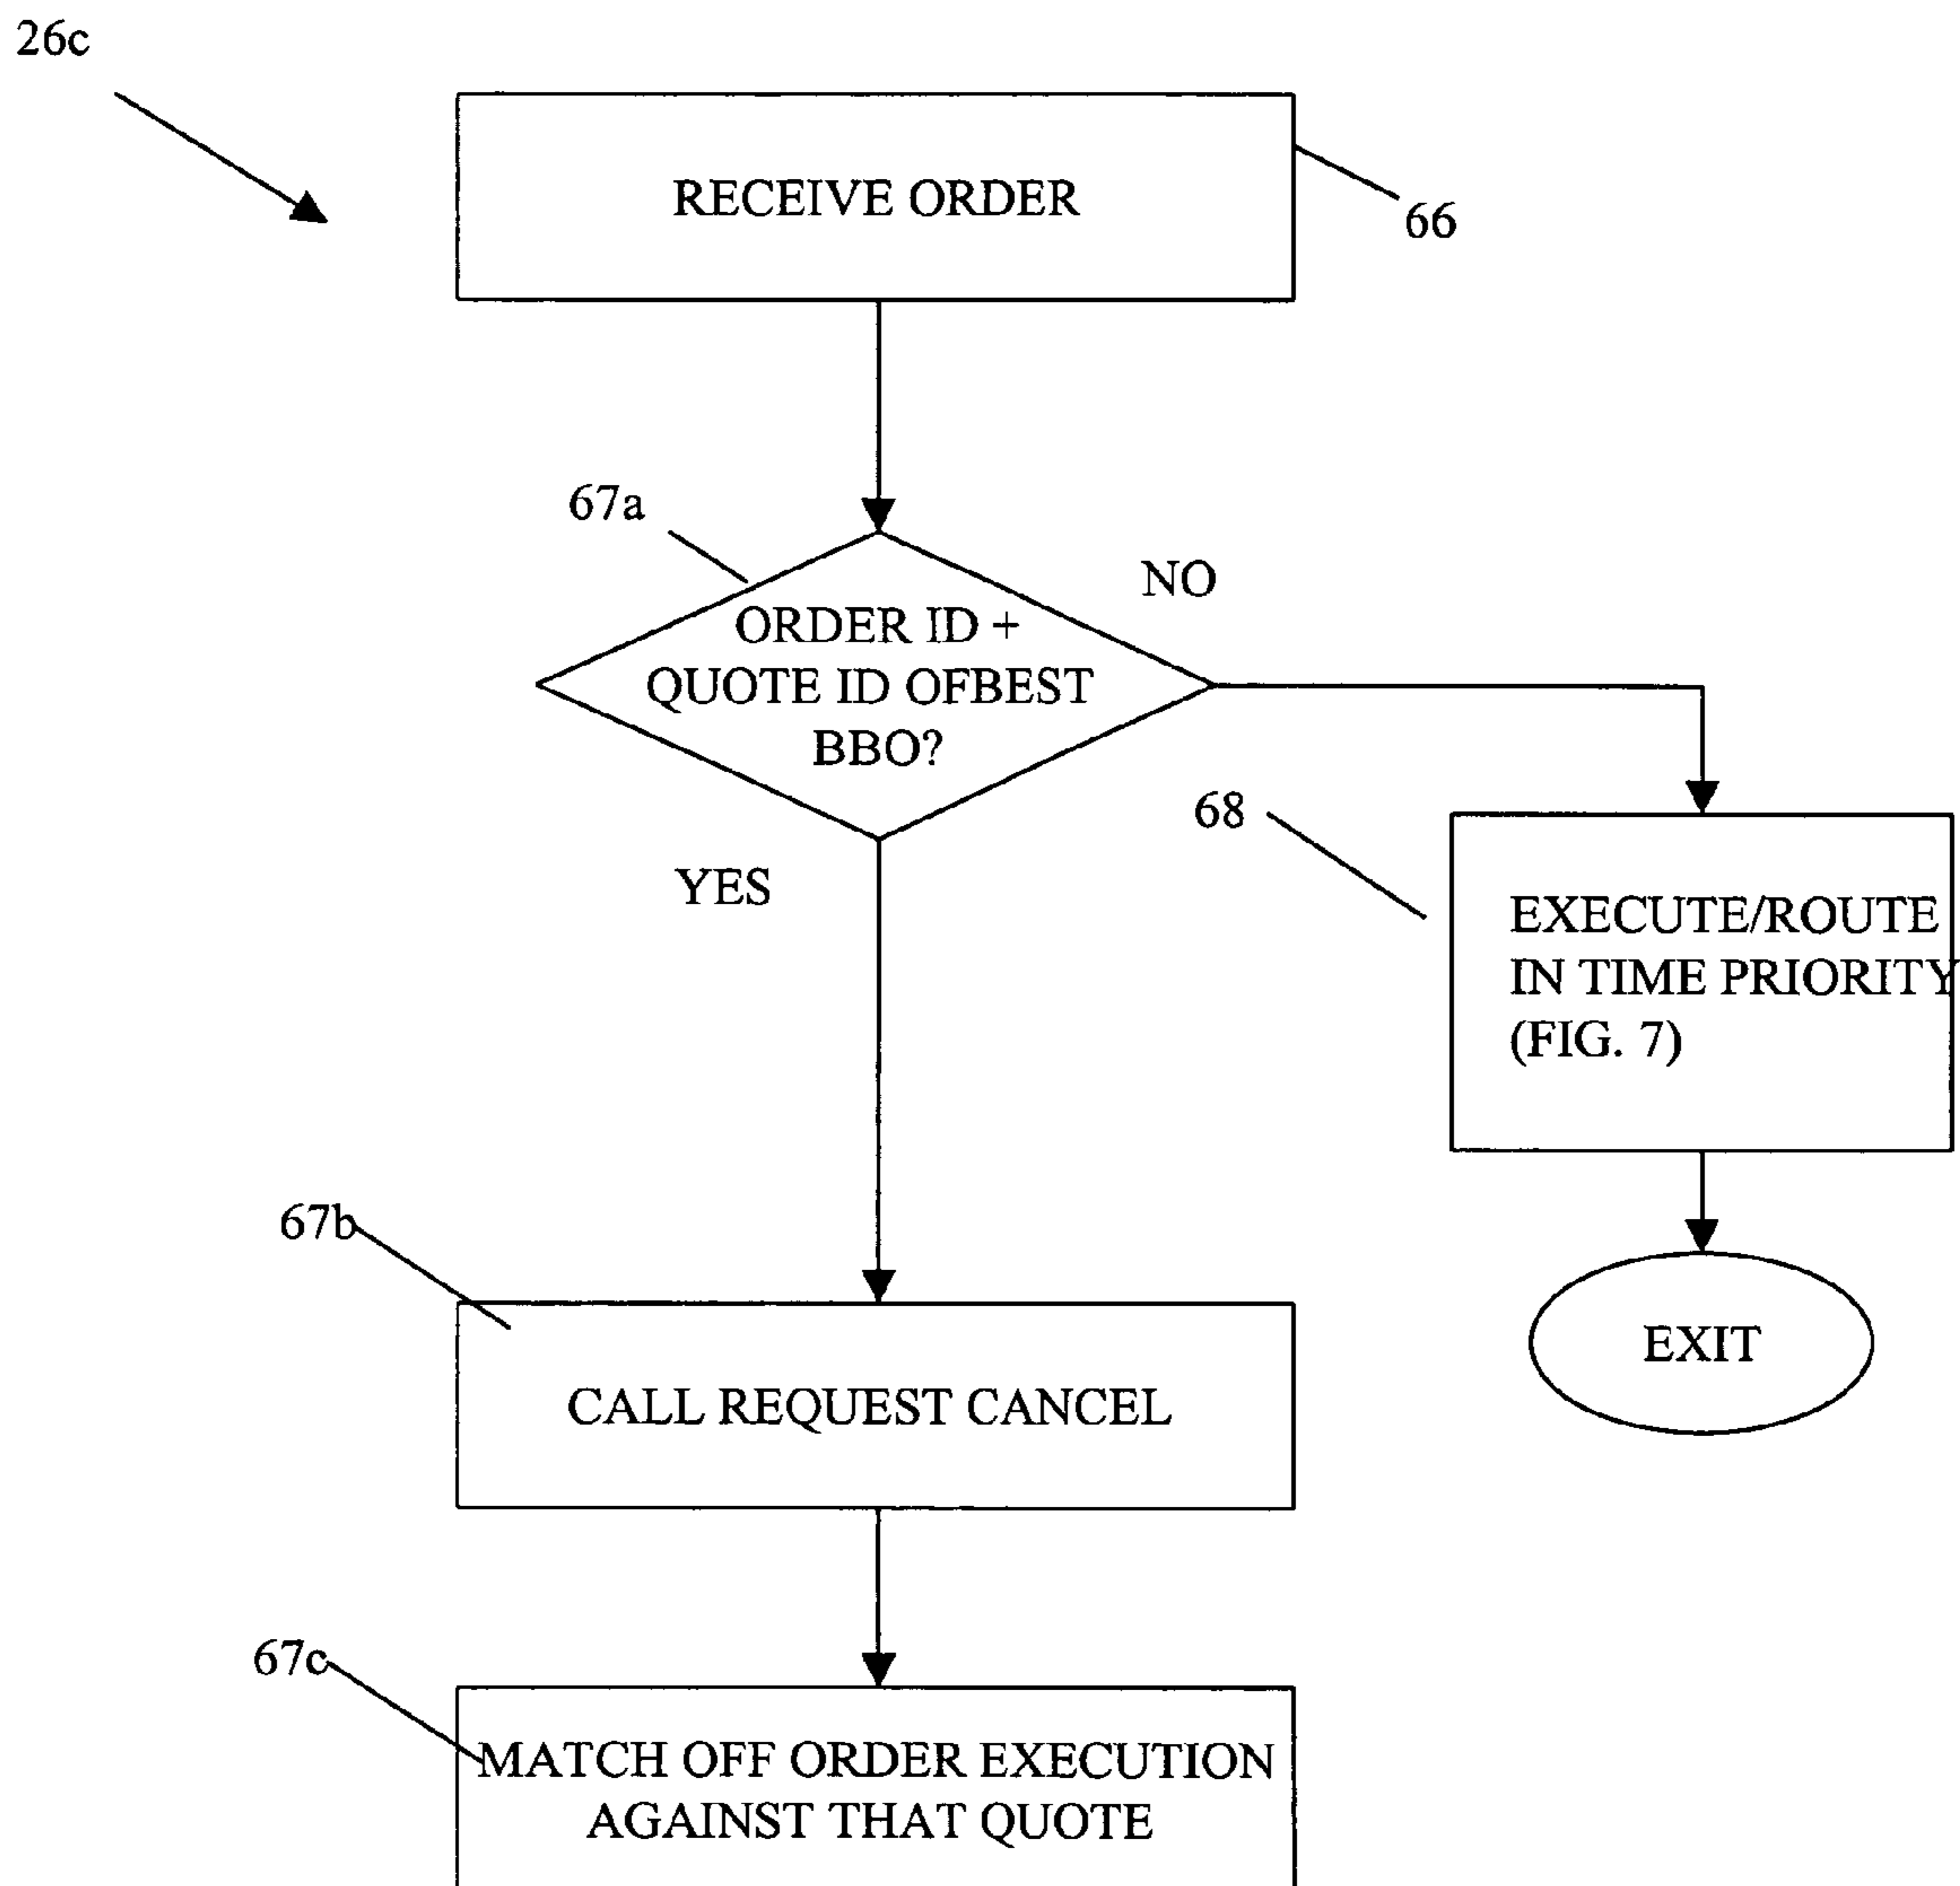 26c
RECEIVE ORDER
66
67a
NO
ORDER ID +
QUOTE ID OFBEST
BBO?
68
YES
EXECUTE/ROUTE
IN TIME PRIORITY
(FIG. 7)
67b
EXIT
CALL REQUEST CANCEL
67c
MATCH OFF ORDER EXECUTION
AGAINST THAT QUOTE